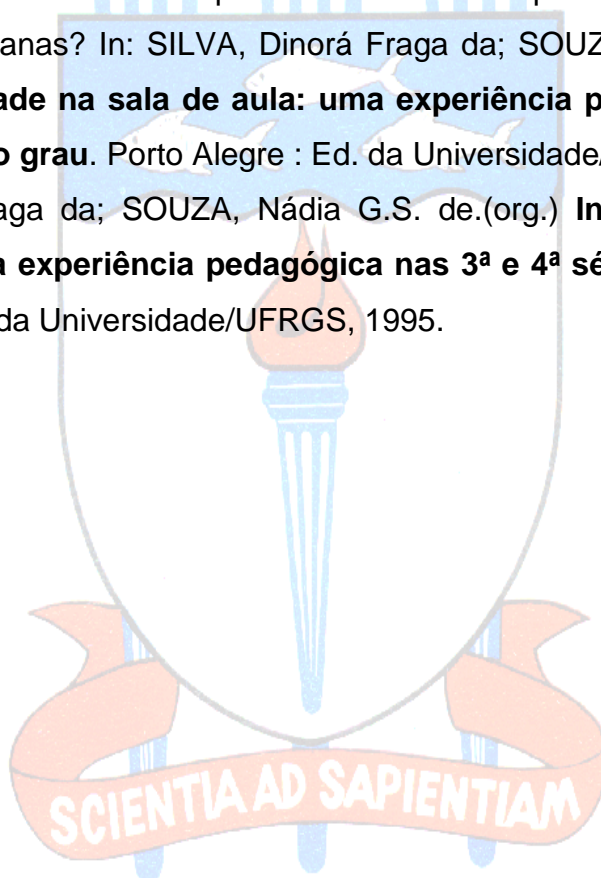 anas? In: SILVA, Dinorá Fraga da; SOUZ
ade na sala de aula: uma experiência p
o grau. Porto Alegre : Ed. da Universidade/
aga da; SOUZA, Nádia G.S. de.(org.) In
a experiência pedagógica nas 3ª e 4ª sé
da Universidade/UFRGS, 1995.
SCIENTIA AD SAPIENTIAM